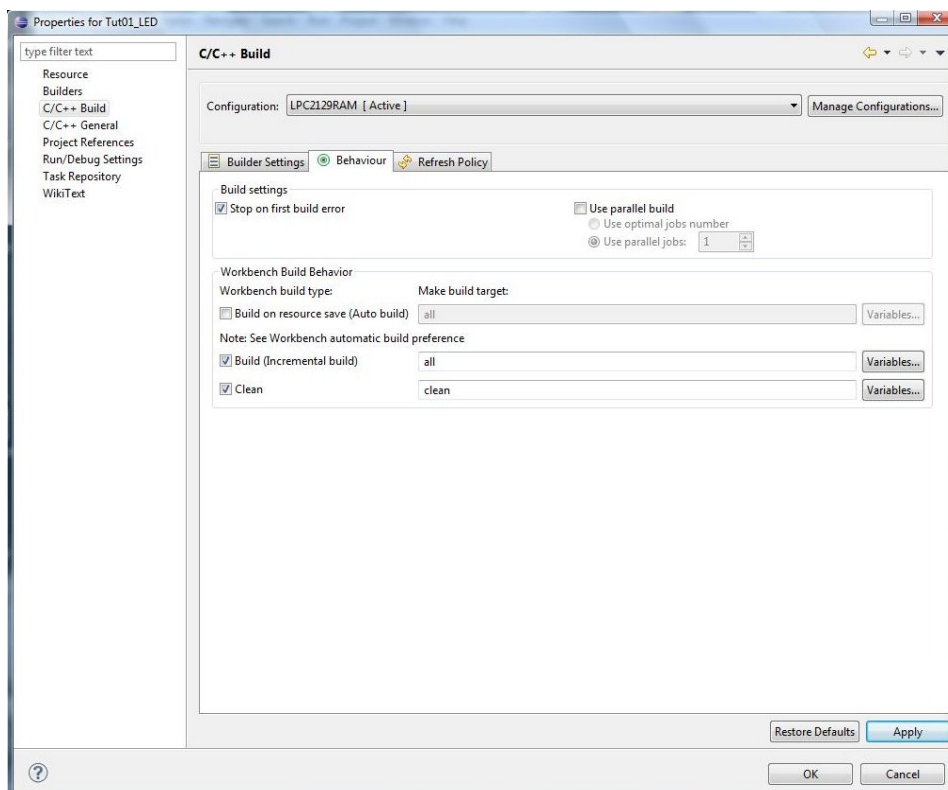 Properties for Tut01_LED
type filter text
Resource
Builders
C/C++ Build
C/C++ General
Project References
Run/Debug Settings
Task Repository
WikiText
C/C++ Build
Configuration: LPC2129RAM [ Active ] Manage Configurations...
Builder Settings Behaviour Refresh Policy
Build settings
Stop on first build error Use parallel build
Use optimal jobs number
Use parallel jobs: 1
Workbench Build Behavior
Workbench build type: Make build target:
Build on resource save (Auto build) all Variables...
Note: See Workbench automatic build preference
Build (Incremental build) all Variables...
Clean clean Variables...
Restore Defaults Apply
? OK Cancel